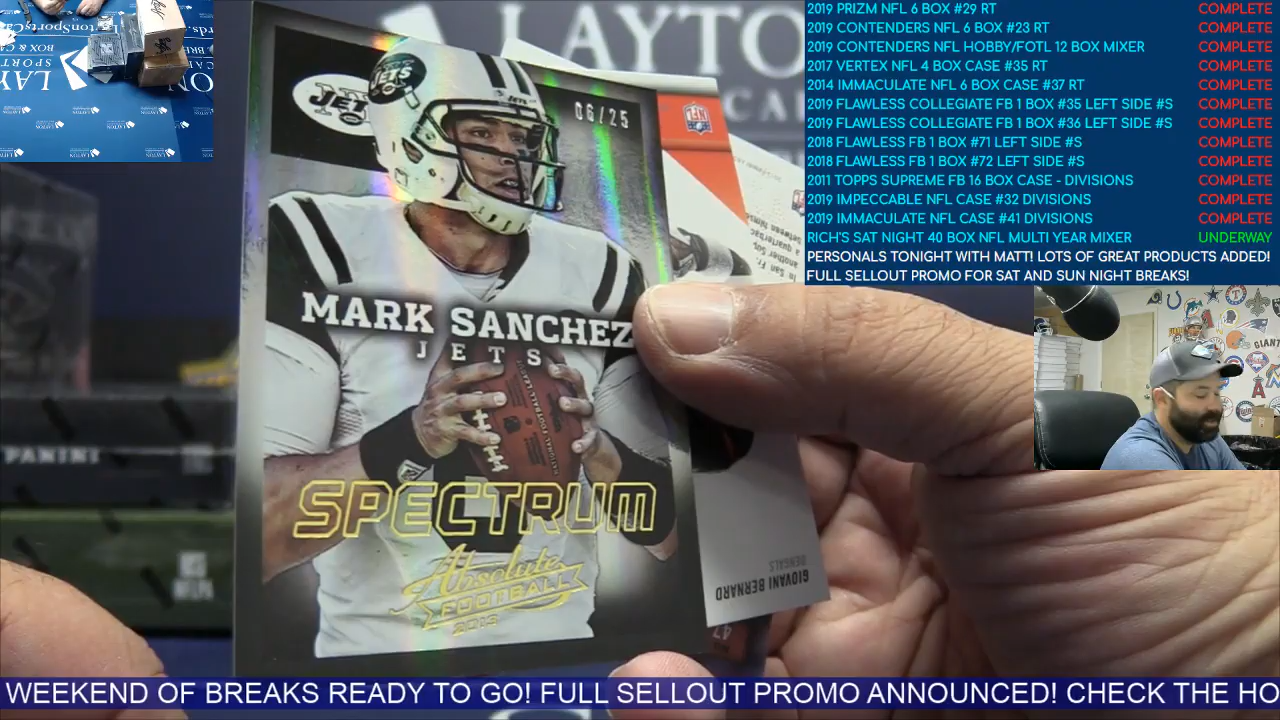 2019 PRIZM NFL 6 BOX #29 RT COMPLETE
2019 CONTENDERS NFL 6 BOX #23 RT COMPLETE
2019 CONTENDERS NFL HOBBY/FOTL 12 BOX MIXER COMPLETE
2017 VERTEX NFL 4 BOX CASE #35 RT COMPLETE
2014 IMMACULATE NFL 6 BOX CASE #37 RT COMPLETE
2019 FLAWLESS COLLEGIATE FB 1 BOX #35 LEFT SIDE #S COMPLETE
2019 FLAWLESS COLLEGIATE FB 1 BOX #36 LEFT SIDE #S COMPLETE
2018 FLAWLESS FB 1 BOX #71 LEFT SIDE #S COMPLETE
2018 FLAWLESS FB 1 BOX #72 LEFT SIDE #S COMPLETE
2011 TOPPS SUPREME FB 16 BOX CASE - DIVISIONS COMPLETE
2019 IMPECCABLE NFL CASE #32 DIVISIONS COMPLETE
2019 IMMACULATE NFL CASE #41 DIVISIONS COMPLETE
RICH'S SAT NIGHT 40 BOX NFL MULTI YEAR MIXER UNDERWAY
PERSONALS TONIGHT WITH MATT! LOTS OF GREAT PRODUCTS ADDED!
FULL SELLOUT PROMO FOR SAT AND SUN NIGHT BREAKS!
LAYTO
JETS
JETS
06/25
NFL
MARK SANCHEZ
JETS
SPECTRUM
Absolute
FOOTBALL
2013
GIOVANI BERNARD
BENGALS
PANINI
GIANT
WEEKEND OF BREAKS READY TO GO! FULL SELLOUT PROMO ANNOUNCED! CHECK THE HO